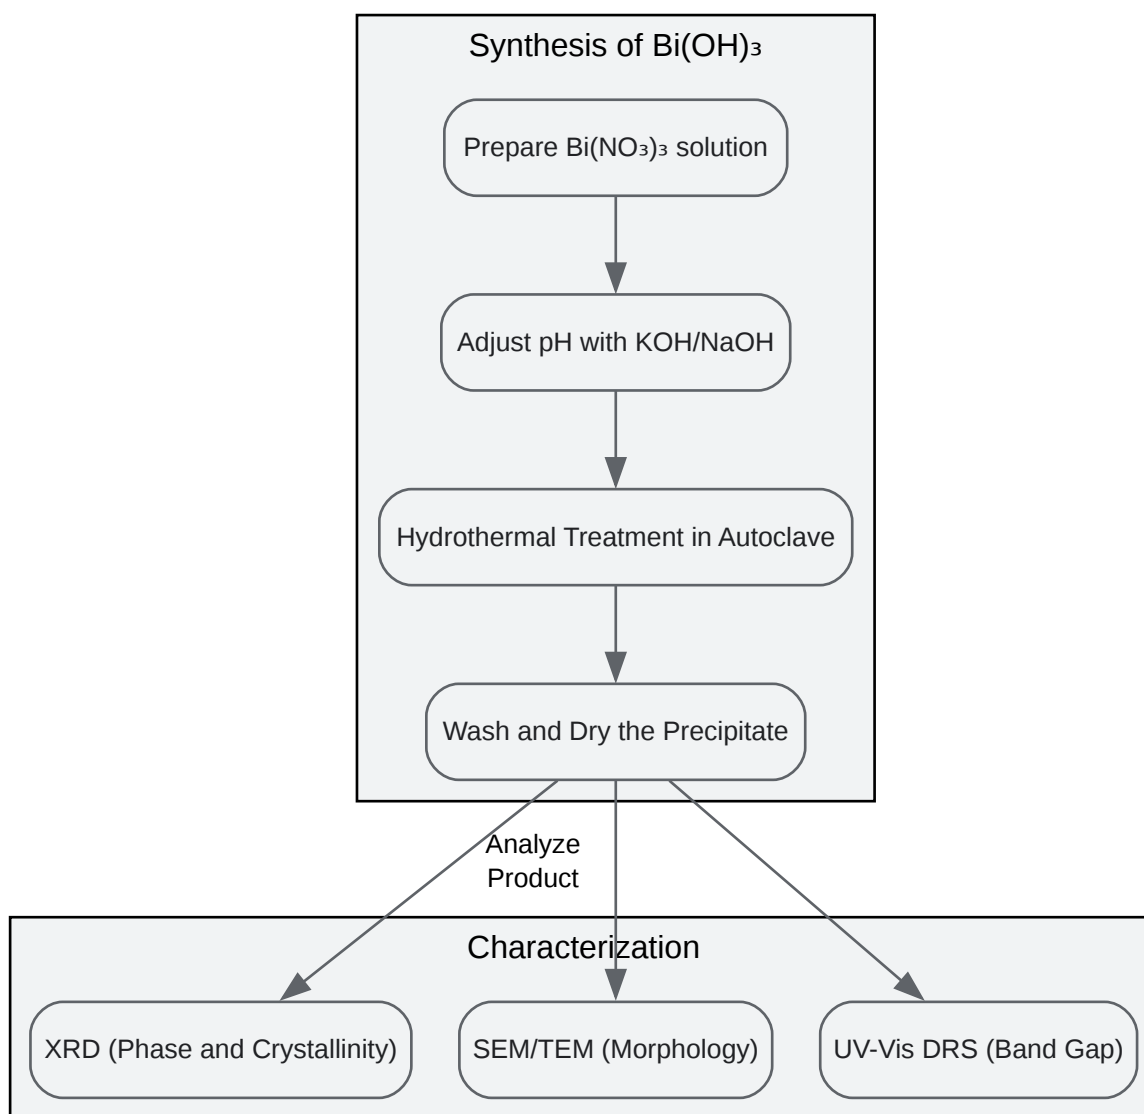 Synthesis of Bi(OH)₃
Prepare Bi(NO₃)₃ solution
Adjust pH with KOH/NaOH
Hydrothermal Treatment in Autoclave
Wash and Dry the Precipitate
Analyze
Product
Characterization
XRD (Phase and Crystallinity)
SEM/TEM (Morphology)
UV-Vis DRS (Band Gap)